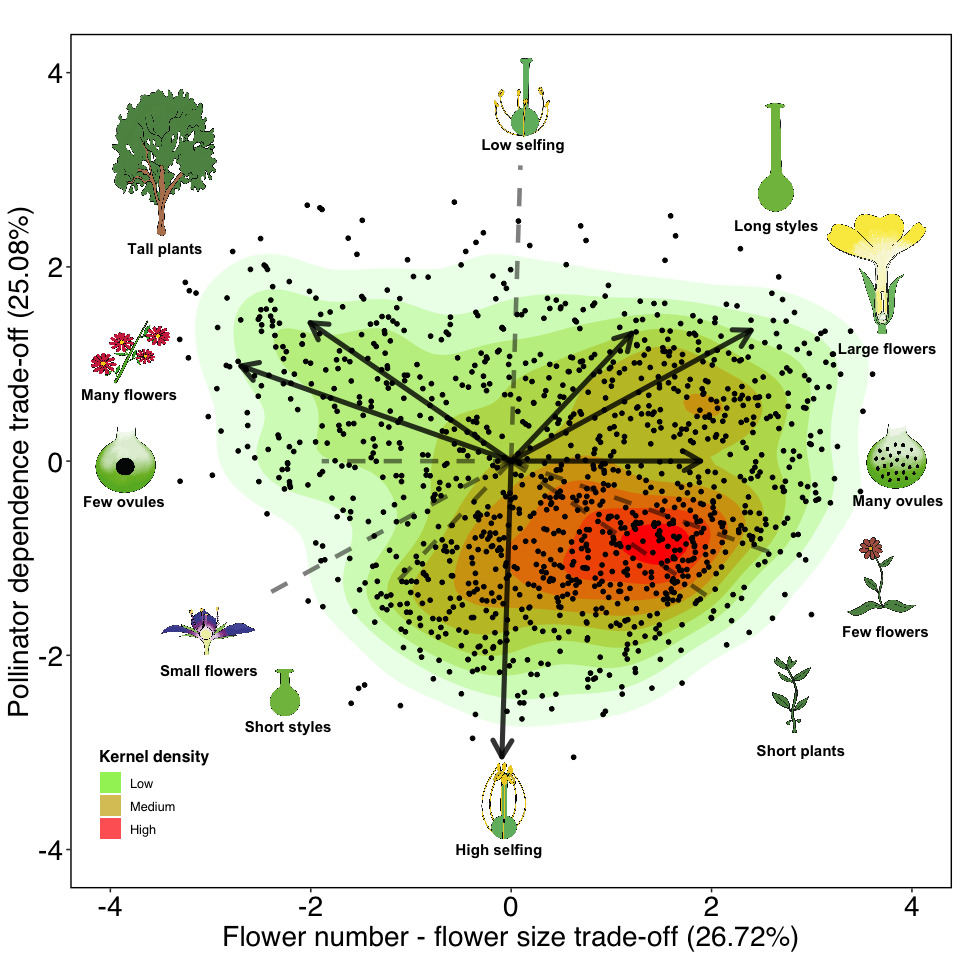 Pollinator dependence trade-off (25.08%)
4
2
0
-2
-4
Low selfing
Long styles
Tall plants
Large flowers
Many flowers
Few ovules
Many ovules
Few flowers
Small flowers
Short styles
Short plants
Kernel density
Low
Medium
High
High selfing
-4
-2
0
2
4
Flower number - flower size trade-off (26.72%)